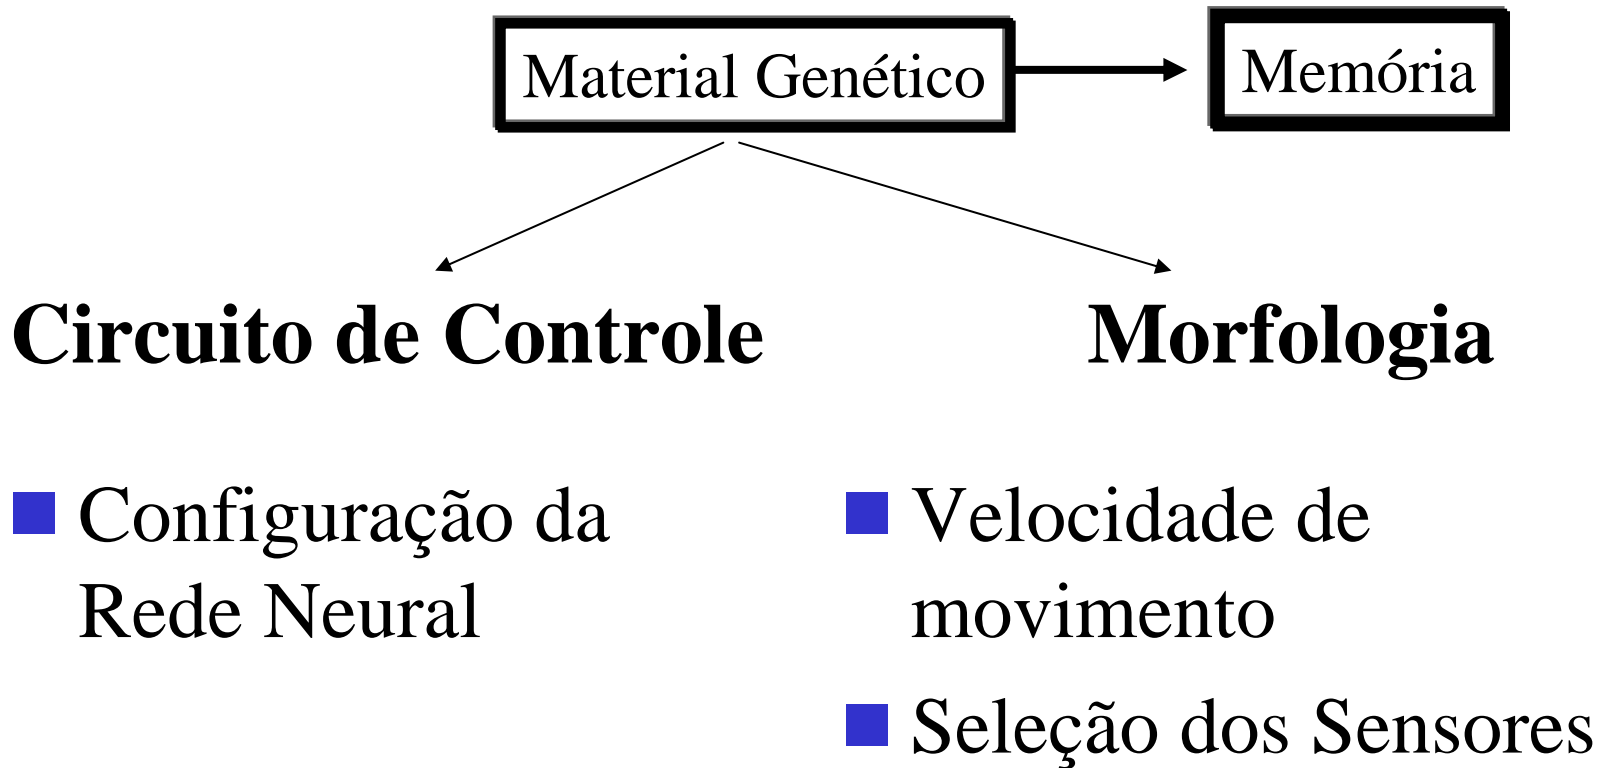 Material Genético
Memória
Circuito de Controle
Morfologia
Configuração da
Rede Neural
Velocidade de
movimento
Seleção dos Sensores